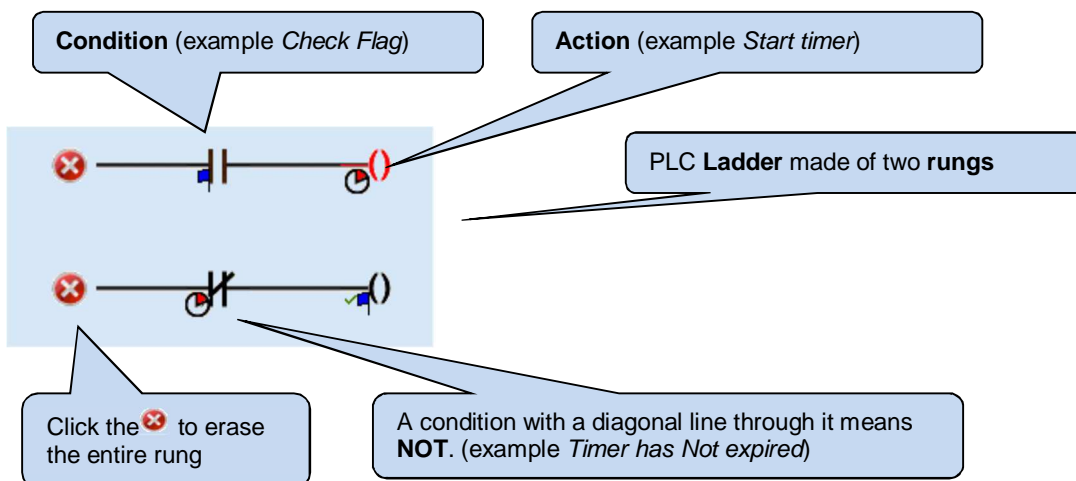 Condition (example Check Flag)
Action (example Start timer)
PLC Ladder made of two rungs
Click the to erase
the entire rung
A condition with a diagonal line through it means
NOT. (example Timer has Not expired)